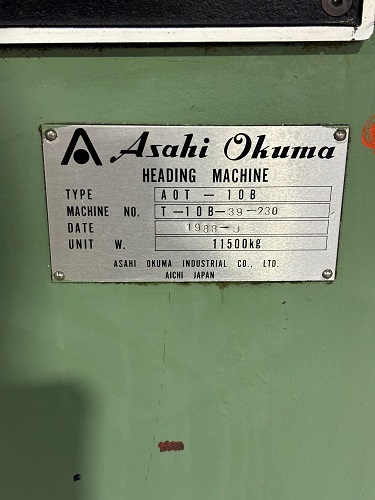 Asahi Okuma
HEADING MACHINE
TYPE AOT-10B
MACHINE NO. T-10B-39-230
DATE 1988-
UNIT W. 11500kg
ASAHI OKUMA INDUSTRIAL CO., LTD.
AICHI JAPAN